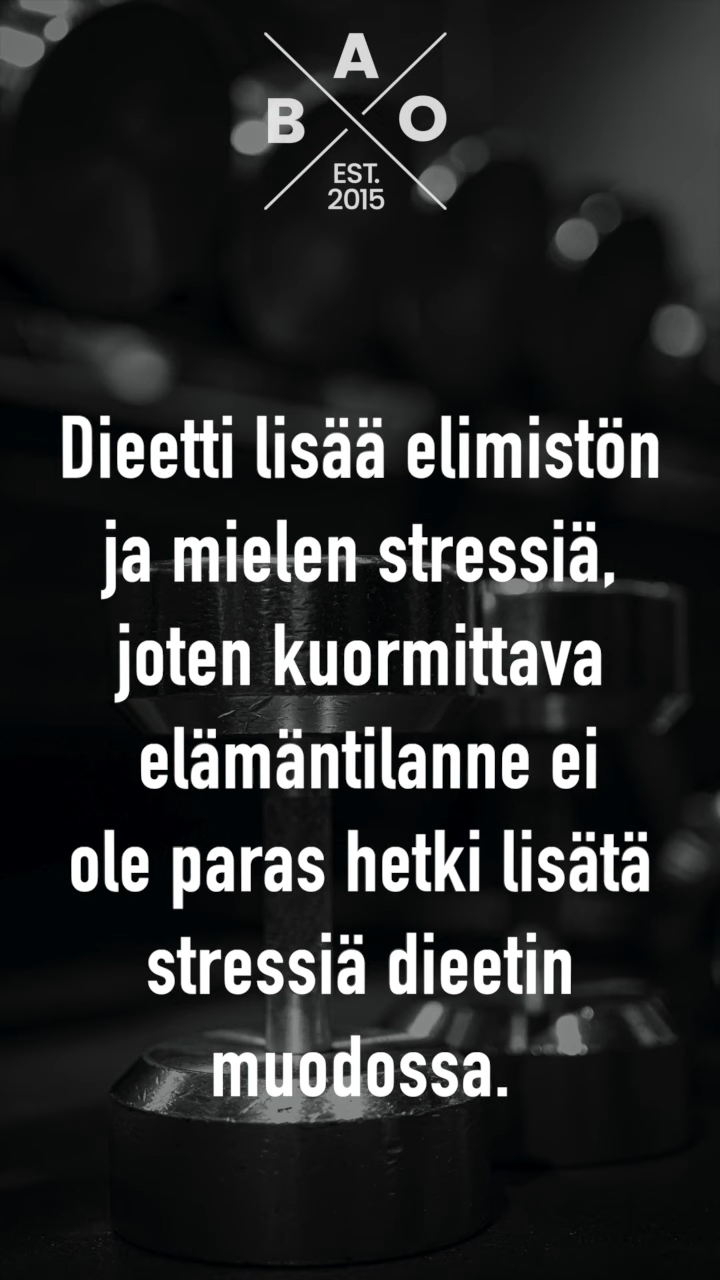 A
B O
EST.
2015
Dieetti lisää elimistön
ja mielen stressiä,
joten kuormittava
elämäntilanne ei
ole paras hetki lisätä
stressiä dieetin
muodossa.